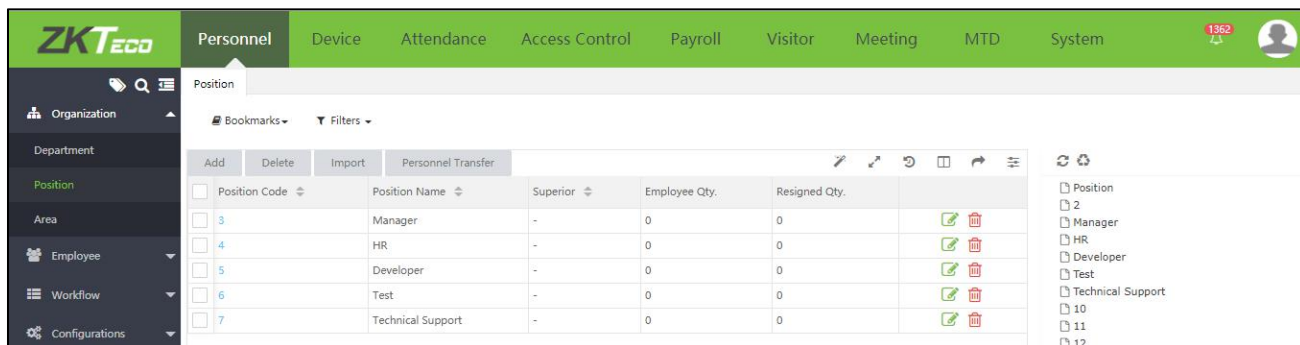 ZKTeco
Personnel Device Attendance Access Control Payroll Visitor Meeting MTD System 1362
Position
Organization
Department
Position
Area
Employee
Workflow
Configurations
Bookmarks Filters
Add Delete Import Personnel Transfer
Position Code Position Name Superior Employee Qty. Resigned Qty.
3 Manager - 0 0
4 HR - 0 0
5 Developer - 0 0
6 Test - 0 0
7 Technical Support - 0 0
Position
2
Manager
HR
Developer
Test
Technical Support
10
11
12